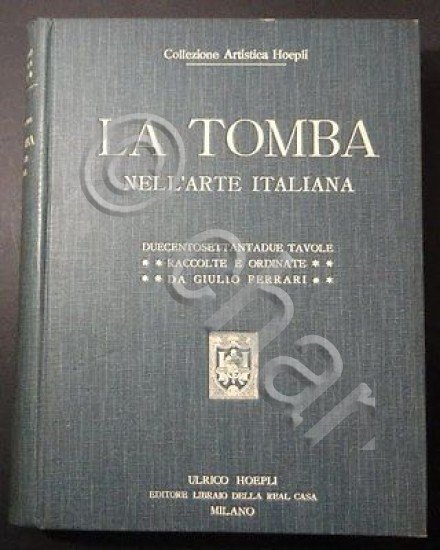 Collezione Artistica Hoepli
LA TOMBA
NELL'ARTE ITALIANA
DUECENTOSETTANTADUE TAVOLE
* * RACCOLTE E ORDINATE * *
* * DA GIULIO FERRARI * *
ULRICO HOEPLI
EDITORE LIBRAIO DELLA REAL CASA
MILANO